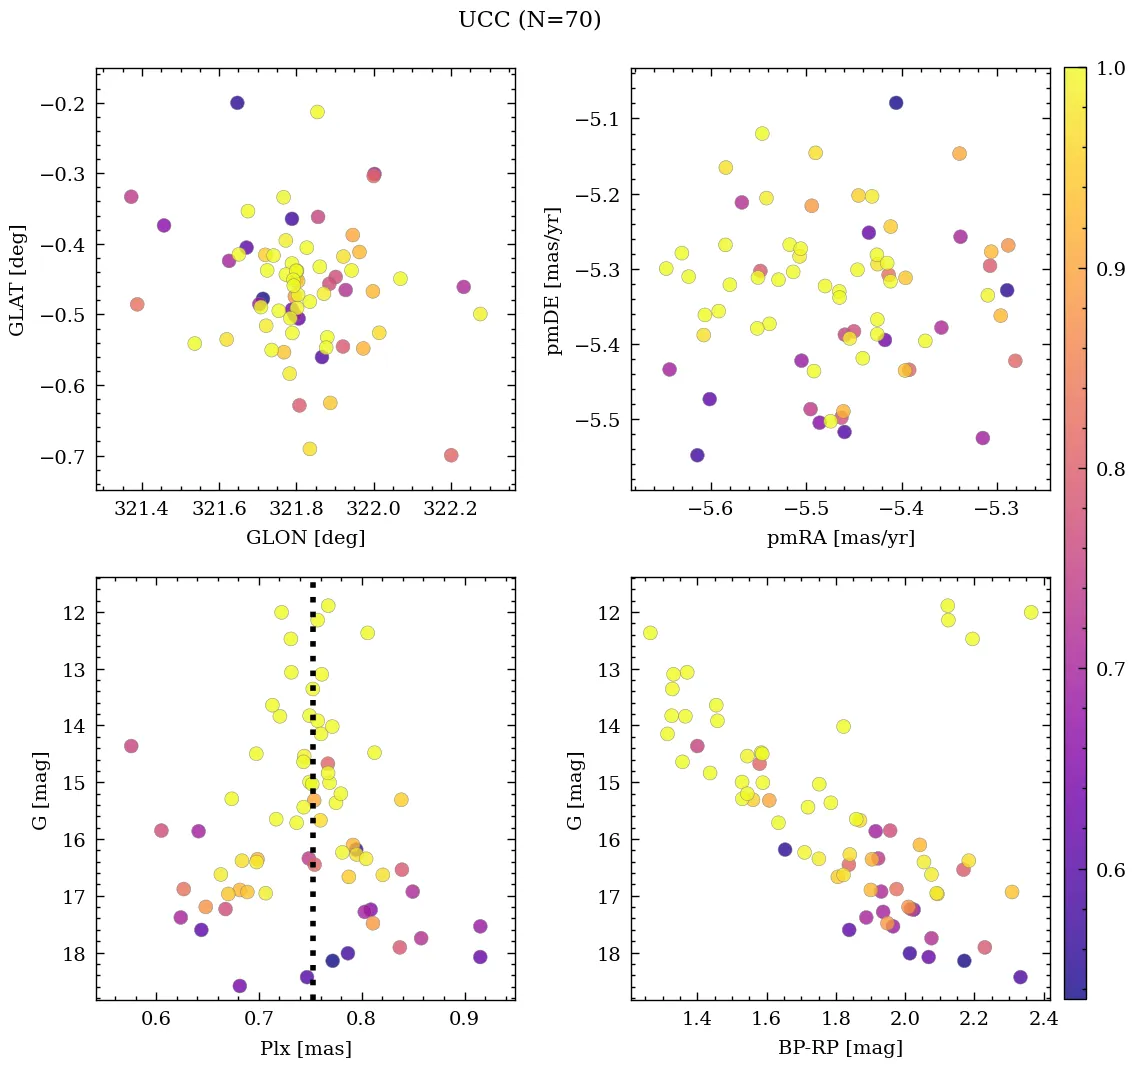 UCC (N=70)
−0.2
−0.3
−0.4
−0.5
−0.6
−0.7
GLAT [deg]
321.4 321.6 321.8 322.0 322.2
GLON [deg]
−5.1
−5.2
−5.3
−5.4
−5.5
pmDE [mas/yr]
−5.6 −5.5 −5.4 −5.3
pmRA [mas/yr]
12
13
14
15
16
17
18
G [mag]
0.6 0.7 0.8 0.9
Plx [mas]
12
13
14
15
16
17
18
G [mag]
1.4 1.6 1.8 2.0 2.2 2.4
BP-RP [mag]
1.0
0.9
0.8
0.7
0.6